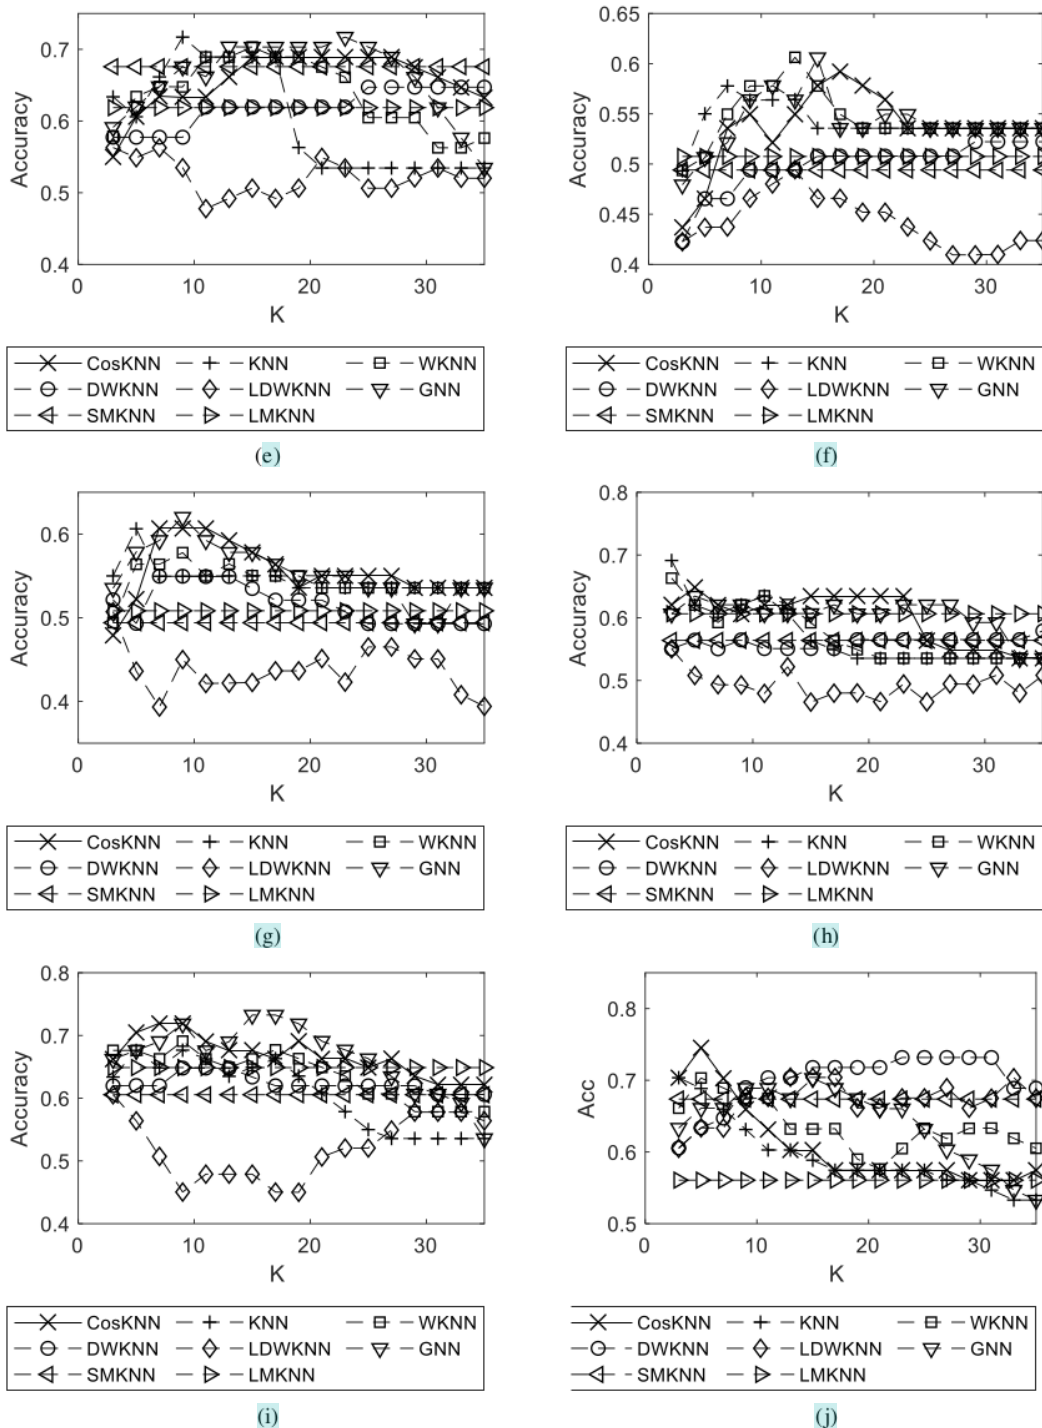 0.7
0.6
0.5
0.4
Accuracy
0 10 20 30
K
CosKNN KNN WKNN
DWKNN LDWKNN GNN
SMKNN LMKNN
(e)
0.65
0.6
0.55
0.5
0.45
0.4
Accuracy
0 10 20 30
K
CosKNN KNN WKNN
DWKNN LDWKNN GNN
SMKNN LMKNN
(f)
0.6
0.5
0.4
Accuracy
0 10 20 30
K
CosKNN KNN WKNN
DWKNN LDWKNN GNN
SMKNN LMKNN
(g)
0.8
0.7
0.6
0.5
0.4
Accuracy
0 10 20 30
K
CosKNN KNN WKNN
DWKNN LDWKNN GNN
SMKNN LMKNN
(h)
0.8
0.7
0.6
0.5
0.4
Accuracy
0 10 20 30
K
CosKNN KNN WKNN
DWKNN LDWKNN GNN
SMKNN LMKNN
(i)
0.8
0.7
0.6
0.5
Acc
0 10 20 30
K
CosKNN KNN WKNN
DWKNN LDWKNN GNN
SMKNN LMKNN
(j)